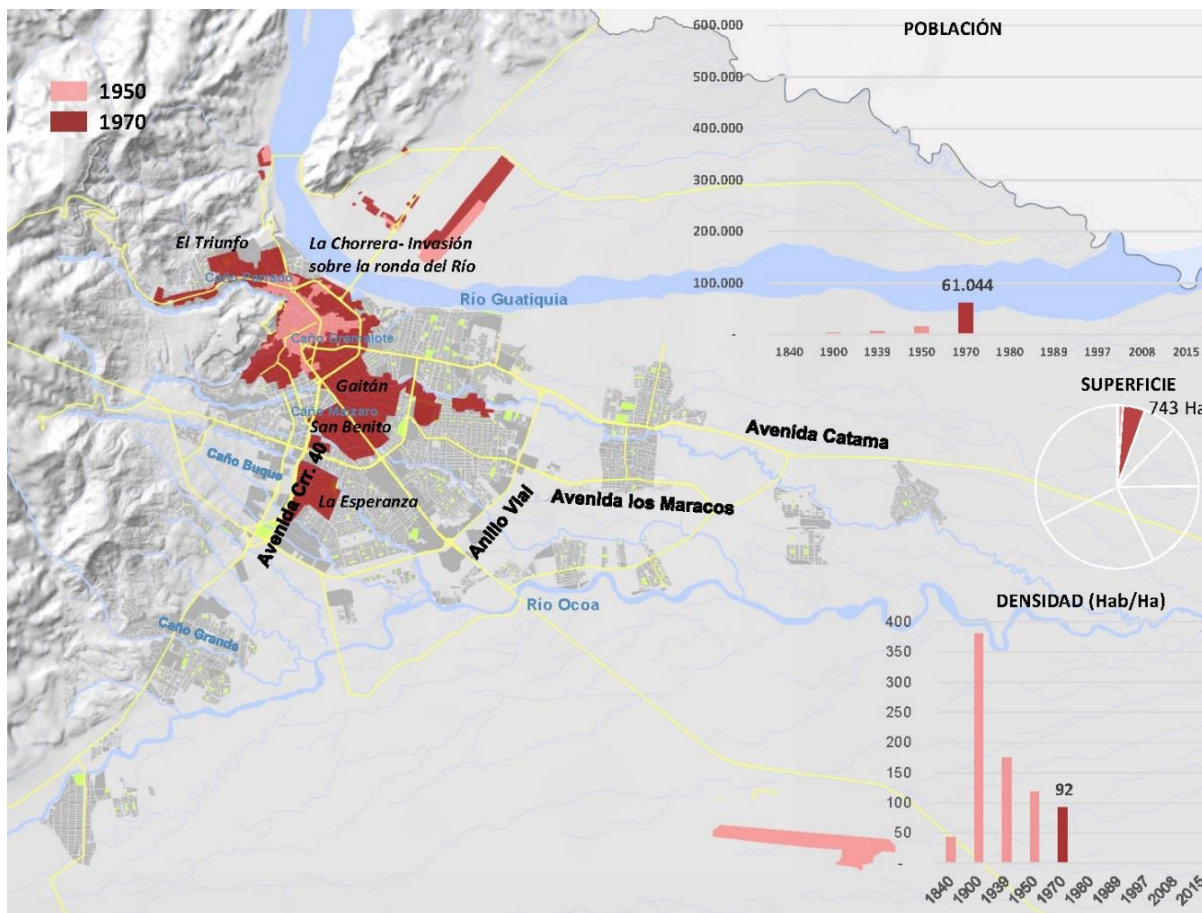 1950
1970
El Triunfo
La Chorrera- Invasión
sobre la ronda del Río
Caño Parrado
Río Guatiquia
Caño Gramalote
Gaitán
Caño Maizaro
San Benito
Caño Buque
Avenida Crr. 40
La Esperanza
Anillo Vial
Avenida Catama
Avenida los Maracos
Río Ocoa
Caño Grande
POBLACIÓN
600.000
500.000
400.000
300.000
200.000
100.000
-
61.044
1840 1900 1939 1950 1970 1980 1989 1997 2008 2015
SUPERFICIE
743 Ha
DENSIDAD (Hab/Ha)
400
350
300
250
200
150
100
50
-
92
1840 1900 1939 1950 1870 1980 1989 1997 2008 2015